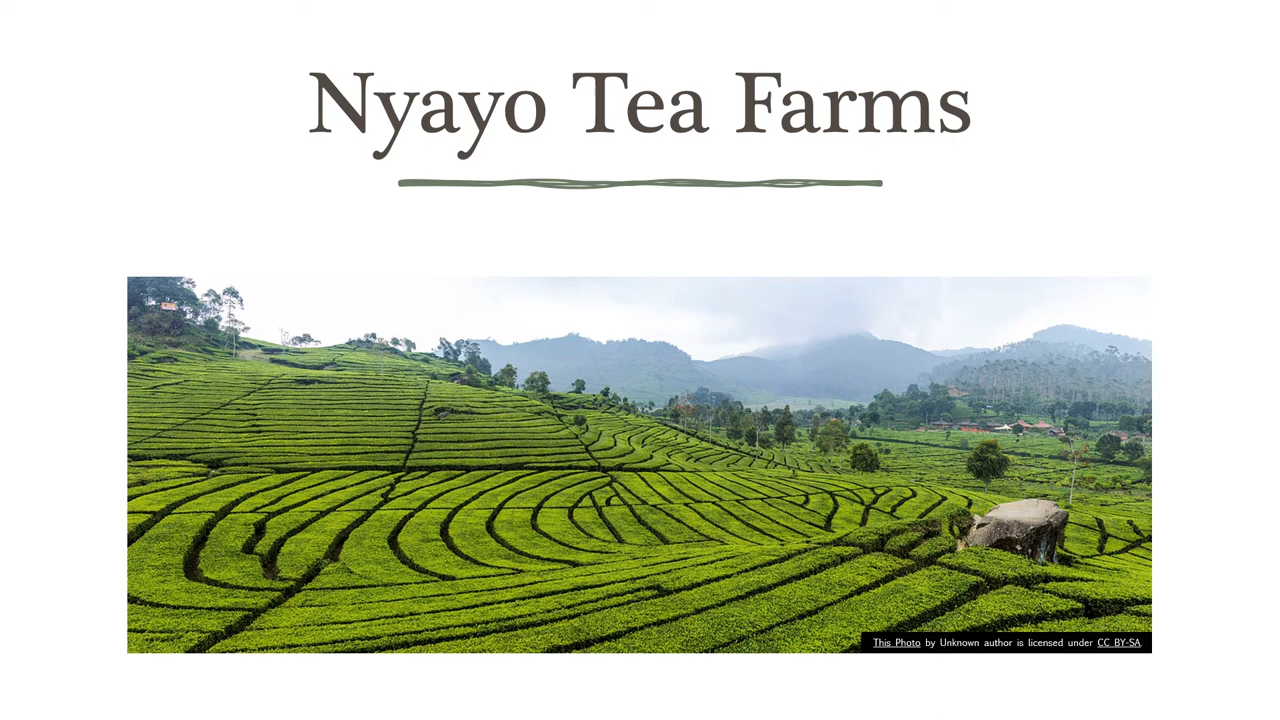 Nyayo Tea Farms
This Photo by Unknown author is licensed under CC BY-SA.